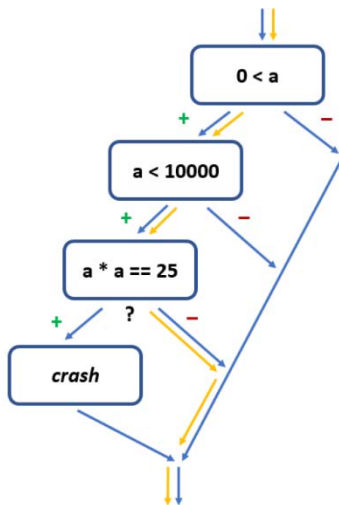 0 < a
+ –
a < 10000
+ –
a * a == 25
+ ? –
crash